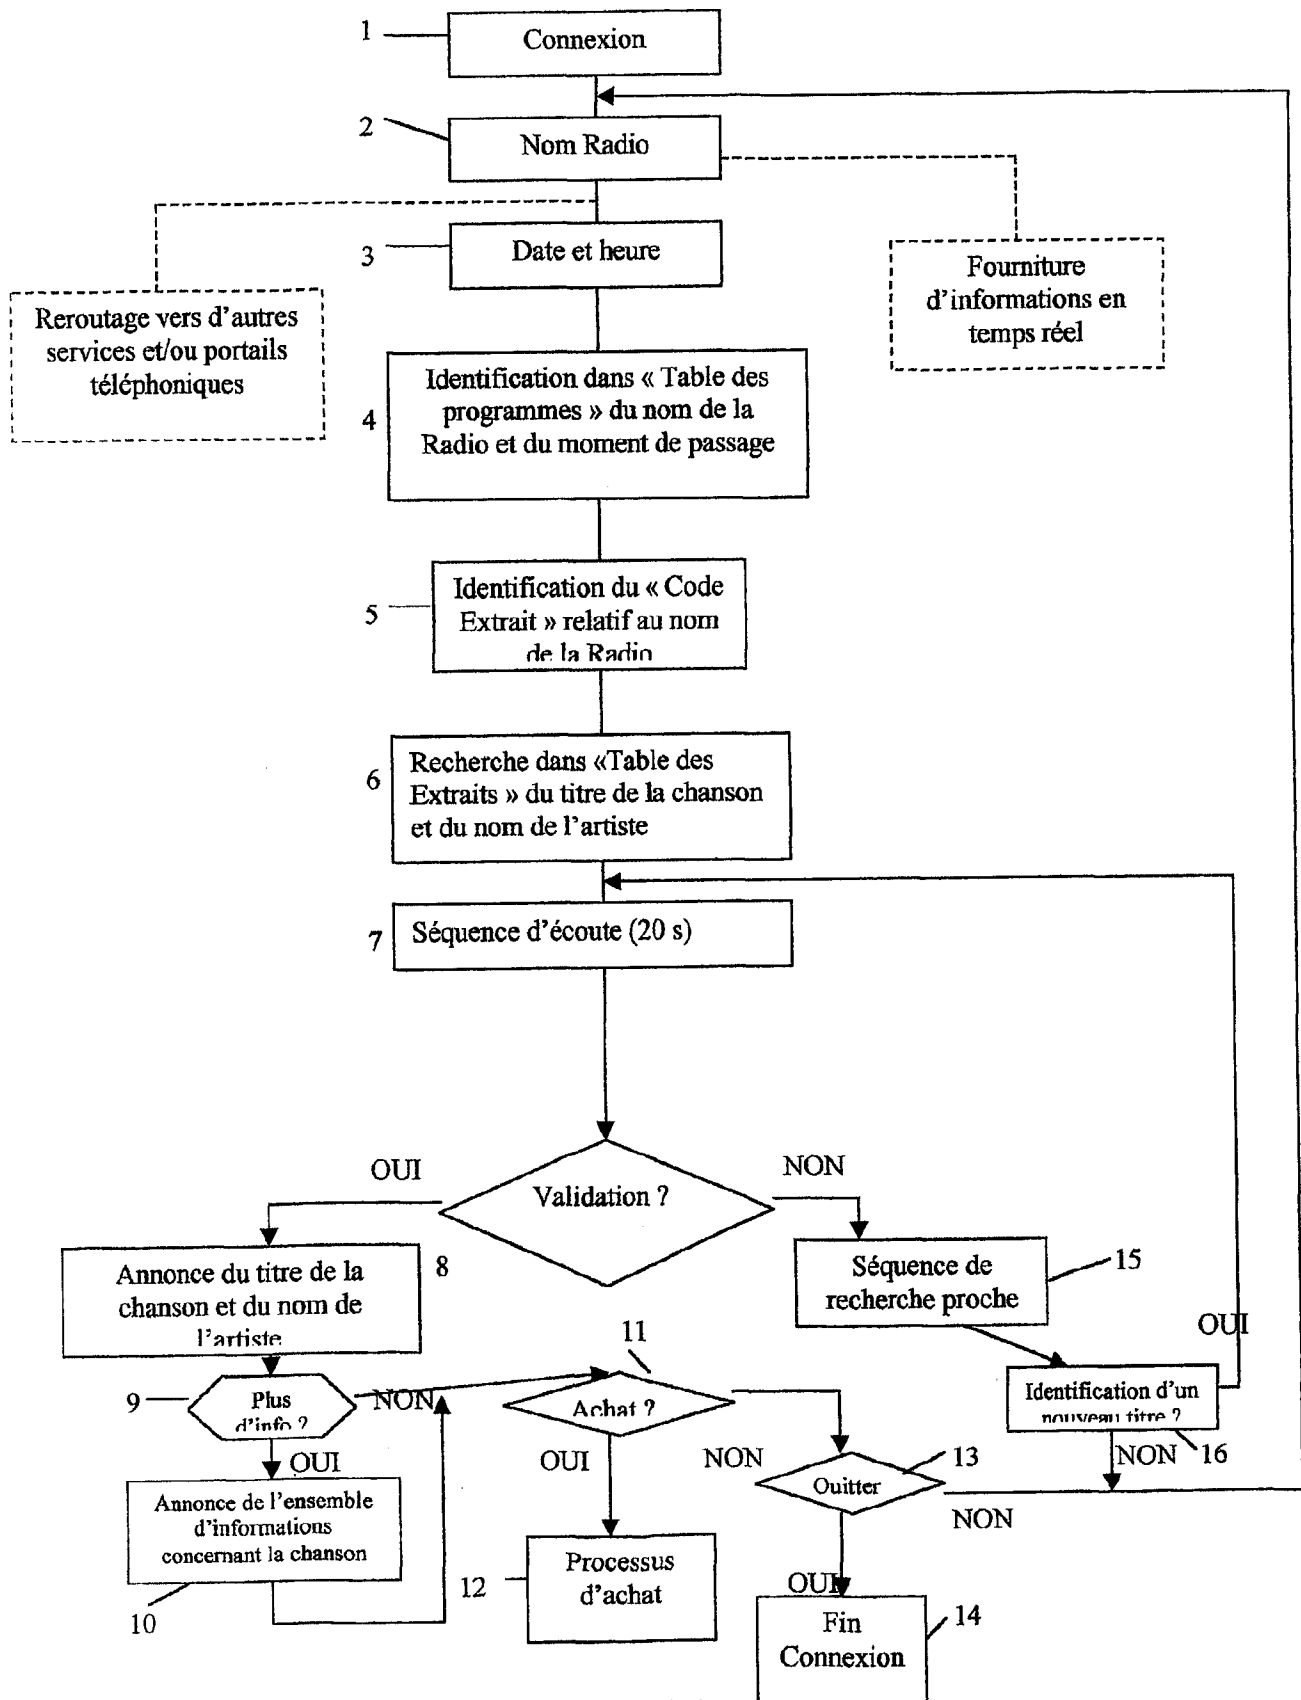 1
Connexion
2
Nom Radio
3
Date et heure
Fourniture
d'informations en
temps réel
Reroutage vers d'autres
services et/ou portails
téléphoniques
4
Identification dans « Table des
programmes » du nom de la
Radio et du moment de passage
5
Identification du « Code
Extrait » relatif au nom
de la Radio
6
Recherche dans «Table des
Extraits » du titre de la chanson
et du nom de l'artiste
7
Séquence d'écoute (20 s)
OUI
Validation ?
NON
8
Annonce du titre de la
chanson et du nom de
l'artiste
Séquence de
recherche proche
15
OUI
11
9
Plus
d'info ?
NON
Achat ?
Identification d'un
nouveau titre ?
16
OUI
OUI
NON
13
NON
Quitter
NON
Annonce de l'ensemble
d'informations
concernant la chanson
10
12
Processus
d'achat
OUI
14
Fin
Connexion